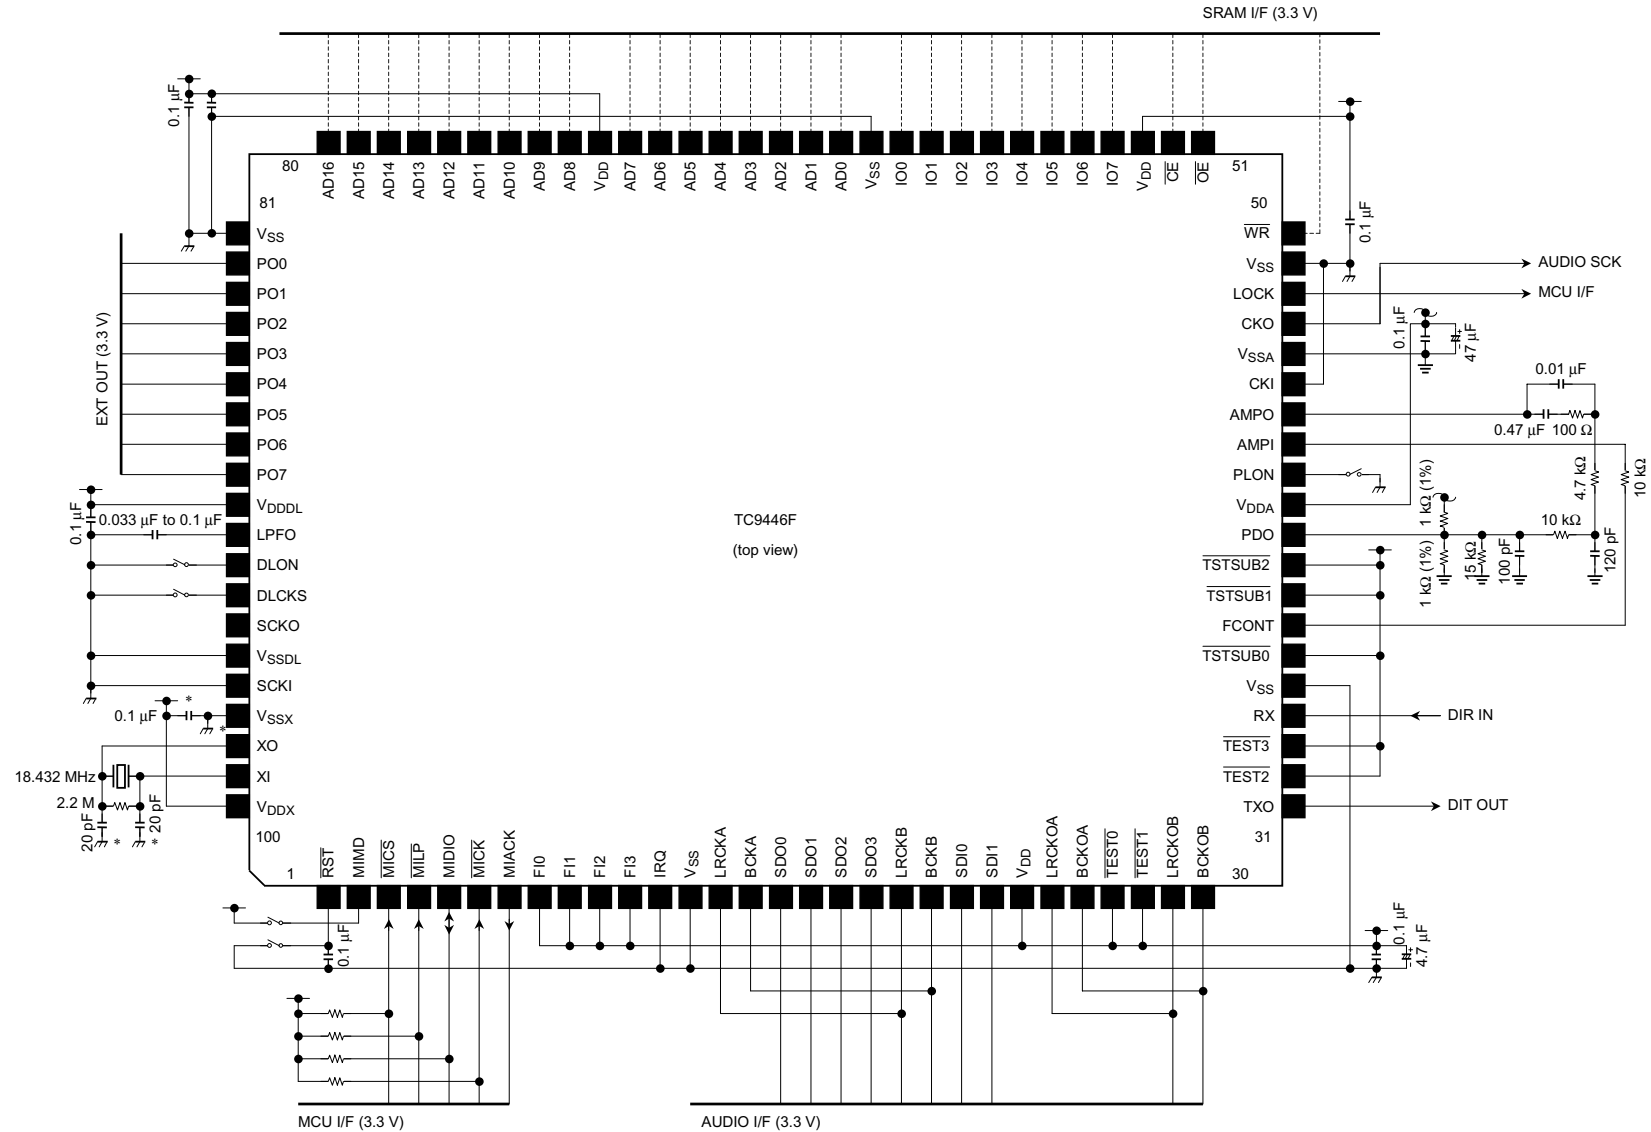 SRAM I/F (3.3 V)
0.1 μF
80
AD16
AD15
AD14
AD13
AD12
AD11
AD10
AD9
AD8
VDD
AD7
AD6
AD5
AD4
AD3
AD2
AD1
AD0
VSS
IO0
IO1
IO2
IO3
IO4
IO5
IO6
IO7
VDD
CE
OE
51
81
50
VSS
PO0
PO1
PO2
PO3
PO4
PO5
PO6
PO7
VDDDL
LPFO
DLON
DLCKS
SCKO
VSSDL
SCKI
VSSX
XO
XI
VDDX
100
EXT OUT (3.3 V)
0.1 μF
0.033 μF to 0.1 μF
*
0.1 μF
*
18.432 MHz
2.2 M
20 pF
*
* 20 pF
TC9446F
(top view)
WR
VSS
LOCK
CKO
VSSA
CKI
AMPO
AMPI
PLON
VDDA
PDO
TSTSUB2
TSTSUB1
FCONT
TSTSUB0
VSS
RX
TEST3
TEST2
TXO
31
0.1 μF
AUDIO SCK
MCU I/F
0.1 μF
+
-
47 μF
0.01 μF
0.47 μF
100 Ω
4.7 kΩ
10 kΩ
1 kΩ (1%)
1 kΩ (1%)
15 kΩ
100 pF
10 kΩ
120 pF
DIR IN
DIT OUT
1
RST
MIMD
MICS
MILP
MIDIO
MICK
MIACK
FI0
FI1
FI2
FI3
IRQ
VSS
LRCKA
BCKA
SDO0
SDO1
SDO2
SDO3
LRCKB
BCKB
SDI0
SDI1
VDD
LRCKOA
BCKOA
TEST0
TEST1
LRCKOB
BCKOB
30
0.1 μF
0.1 μF
+
-
4.7 μF
MCU I/F (3.3 V)
AUDIO I/F (3.3 V)